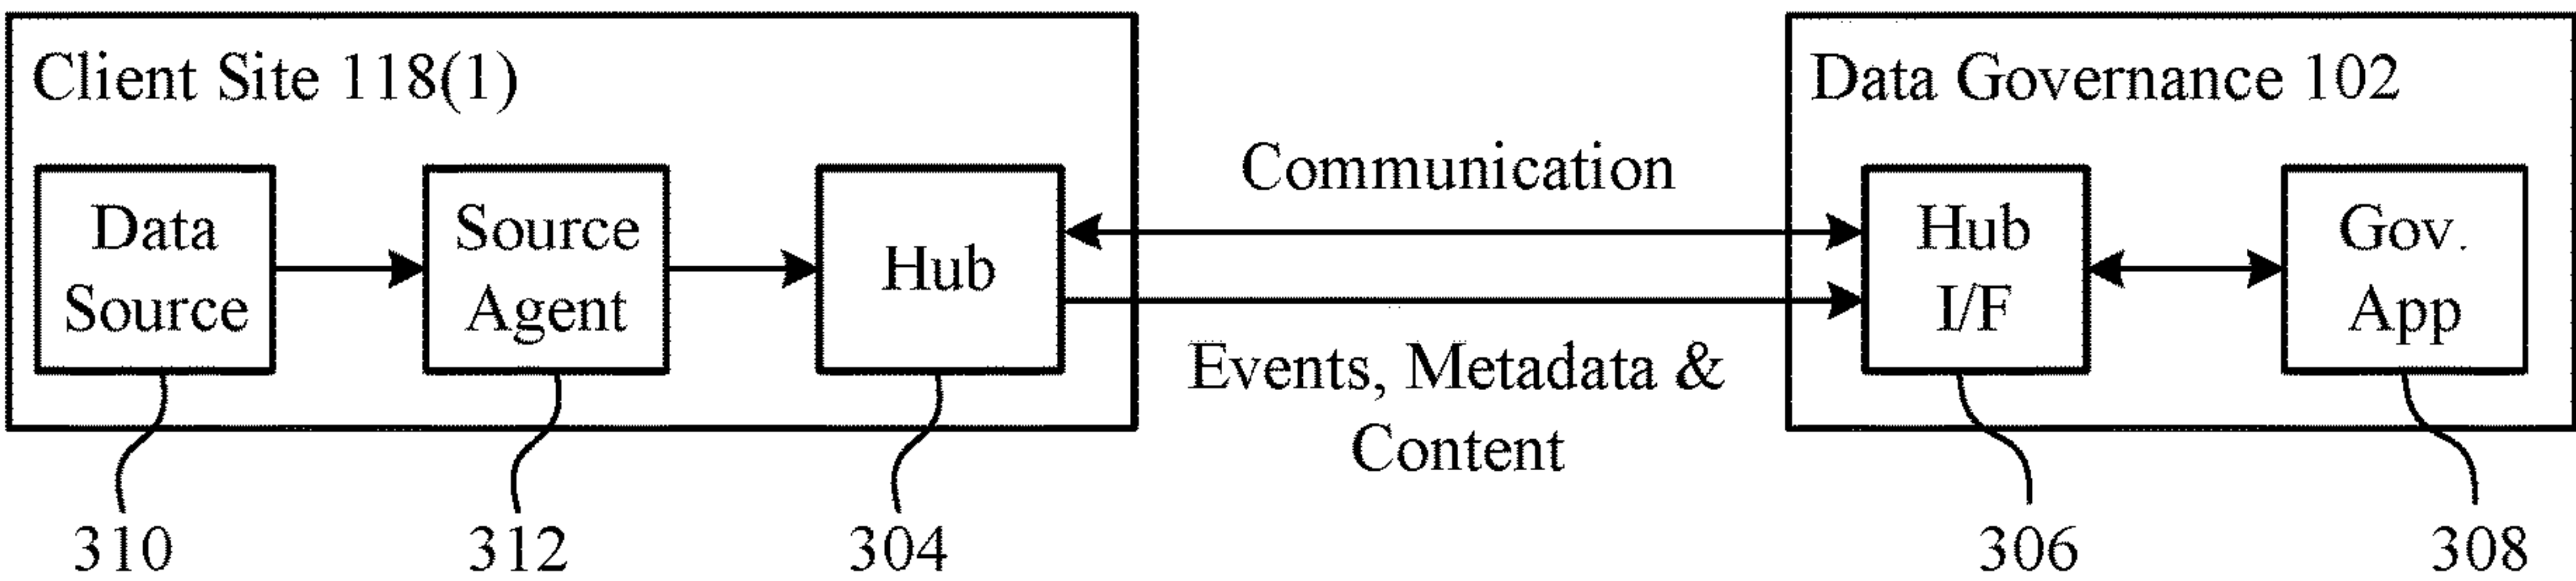 Client Site 118(1)
Data
Source
Source
Agent
Hub
310
312
304
Communication
Events, Metadata &
Content
Data Governance 102
Hub
I/F
Gov.
App
306
308